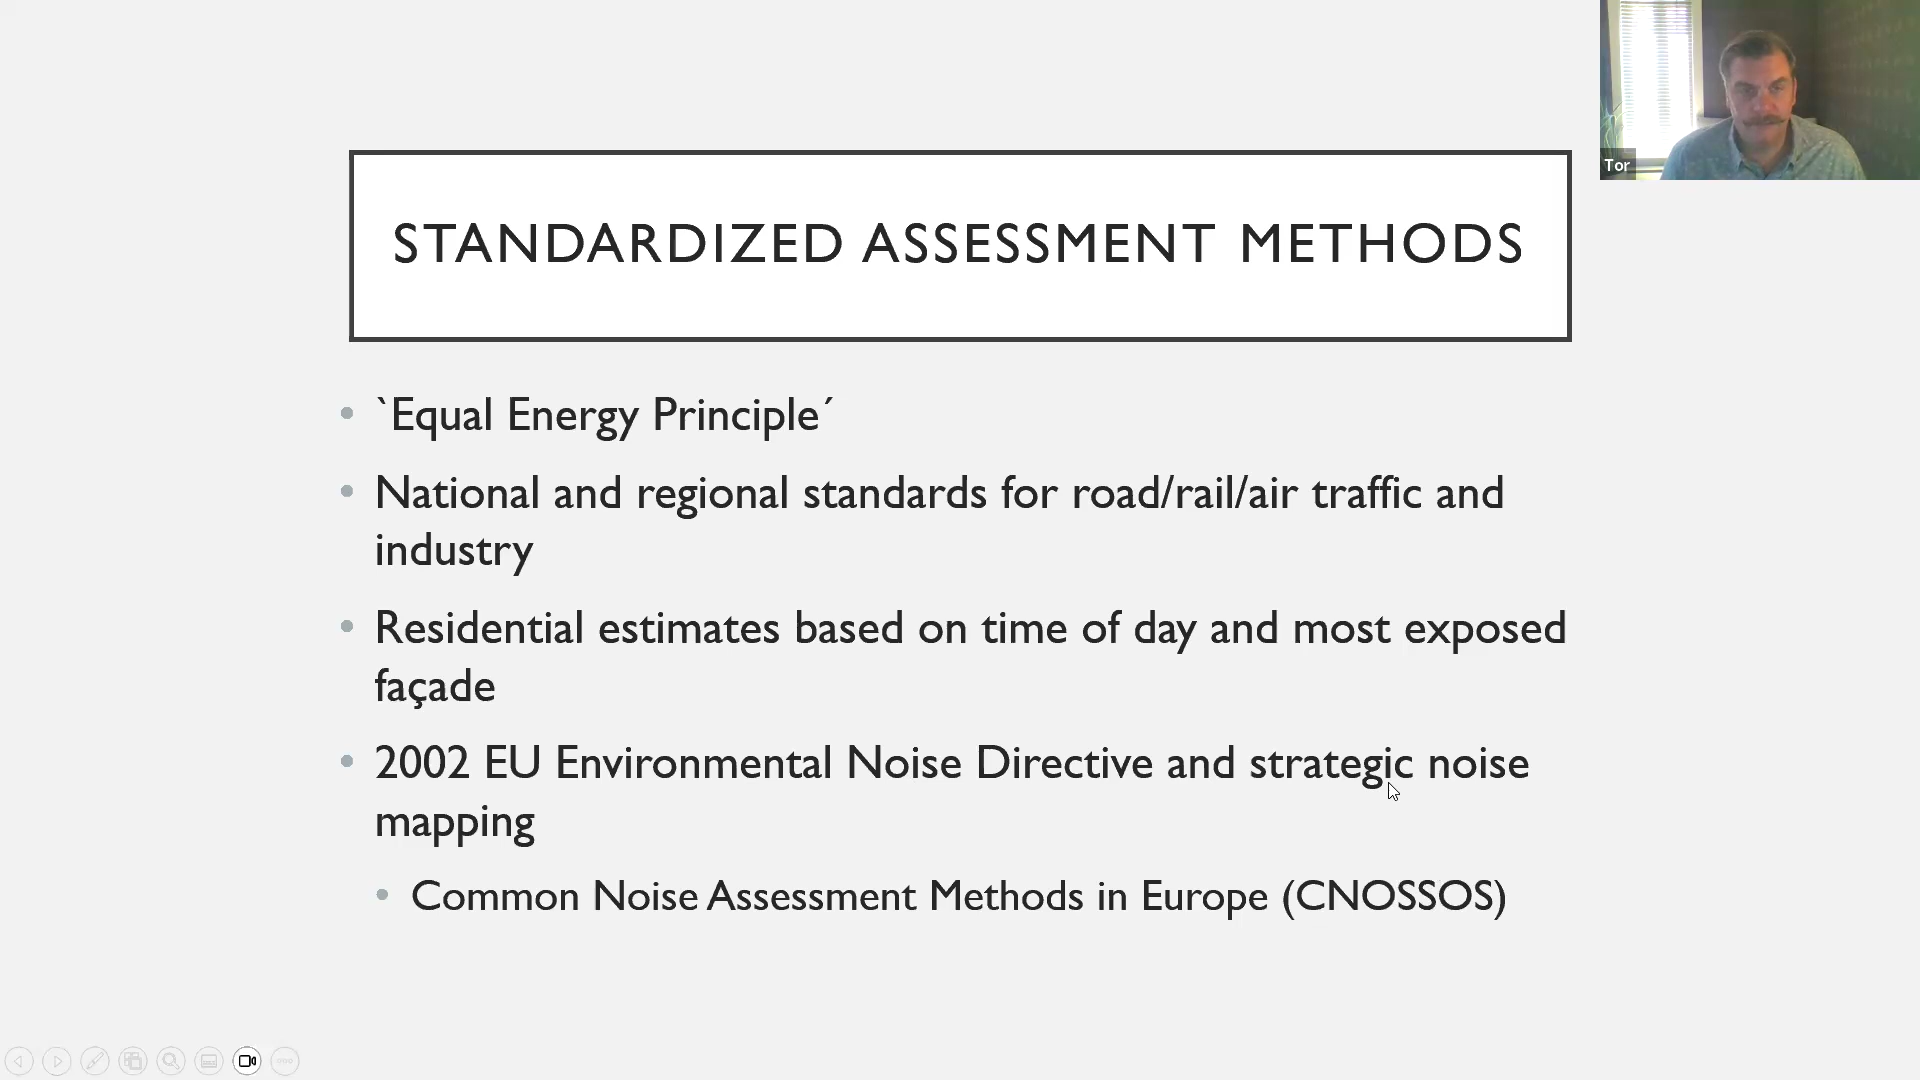 STANDARDIZED ASSESSMENT METHODS
Tor
• `Equal Energy Principle´
• National and regional standards for road/rail/air traffic and
industry
• Residential estimates based on time of day and most exposed
façade
• 2002 EU Environmental Noise Directive and strategic noise
mapping
• Common Noise Assessment Methods in Europe (CNOSSOS)